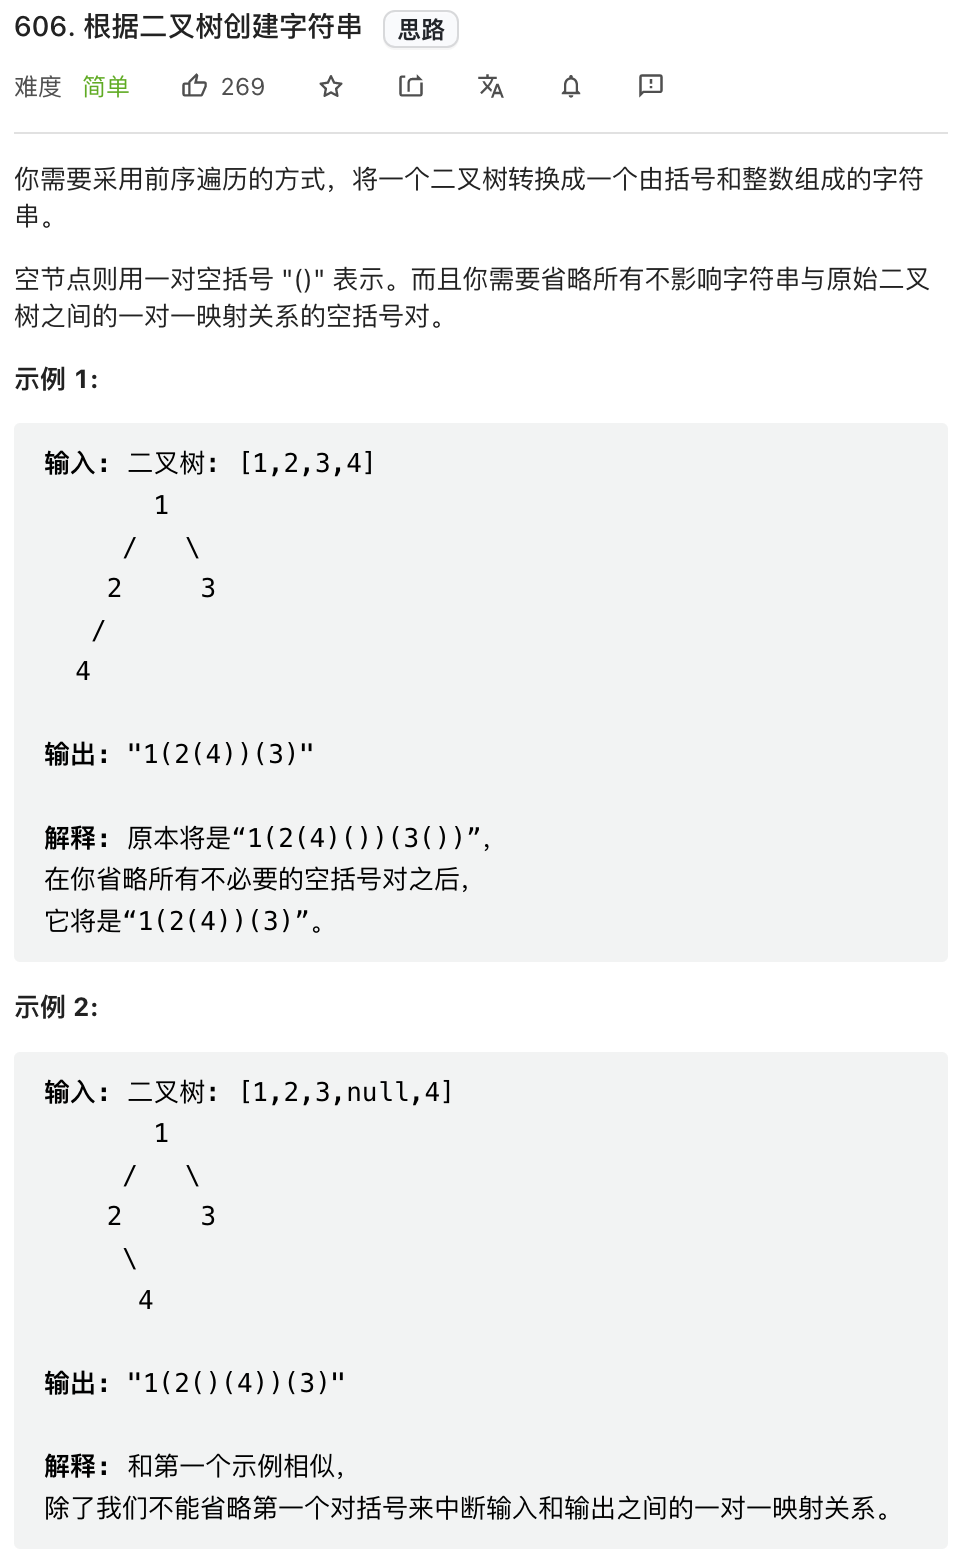 606. 根据二叉树创建字符串 思路
难度 简单 269
你需要采用前序遍历的方式，将一个二叉树转换成一个由括号和整数组成的字符
串。
空节点则用一对空括号 "()" 表示。而且你需要省略所有不影响字符串与原始二叉
树之间的一对一映射关系的空括号对。
示例 1:
输入: 二叉树: [1,2,3,4]
1
/ \
2 3
/
4
输出: "1(2(4))(3)"
解释: 原本将是“1(2(4)())(3())”，
在你省略所有不必要的空括号对之后，
它将是“1(2(4))(3)”。
示例 2:
输入: 二叉树: [1,2,3,null,4]
1
/ \
2 3
\
4
输出: "1(2()(4))(3)"
解释: 和第一个示例相似，
除了我们不能省略第一个对括号来中断输入和输出之间的一对一映射关系。